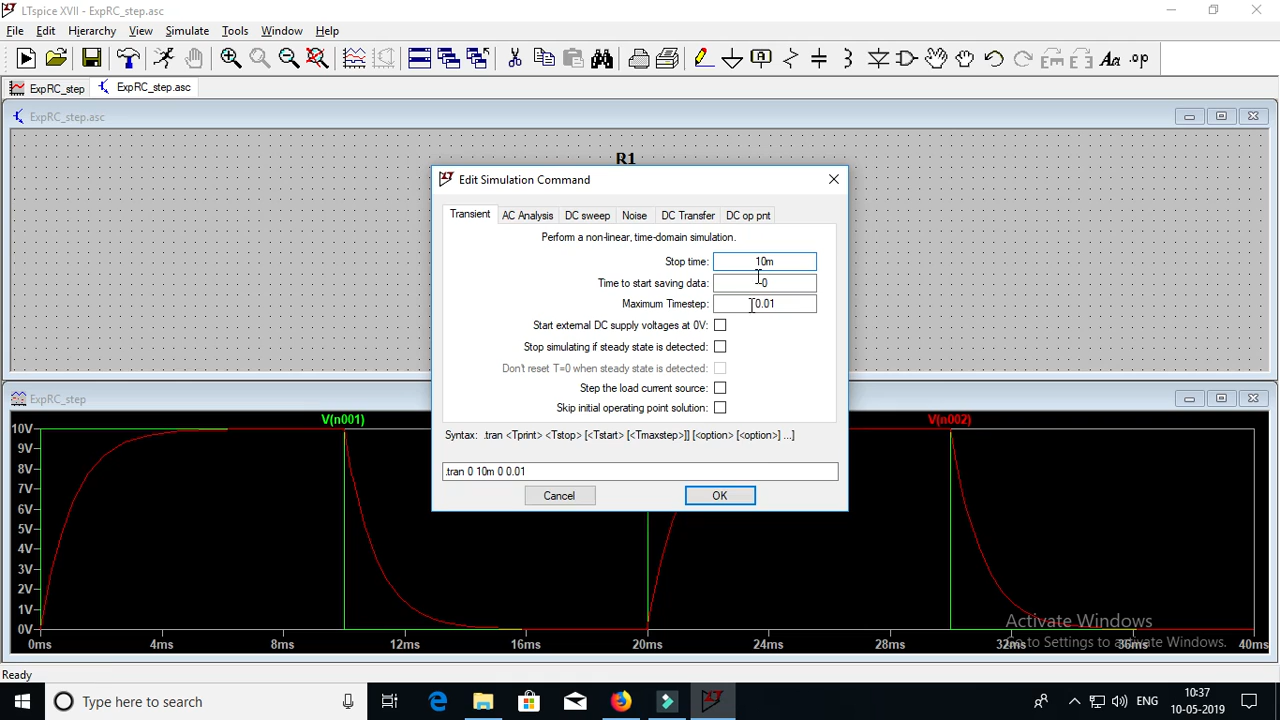 LTspice XVII - ExpRC_step.asc
File Edit Hierarchy View Simulate Tools Window Help
ExpRC_step ExpRC_step.asc
ExpRC_step.asc
R1
Edit Simulation Command
Transient AC Analysis DC sweep Noise DC Transfer DC op pnt
Perform a non-linear, time-domain simulation.
Stop time: 10m
Time to start saving data: 0
Maximum Timestep: 0.01
Start external DC supply voltages at 0V:
Stop simulating if steady state is detected:
Don't reset T=0 when steady state is detected:
Step the load current source:
Skip initial operating point solution:
Syntax: .tran <Tprint> <Tstop> [<Tstart> [<Tmaxstep>]] [<option> [<option>] ...]
.tran 0 10m 0 0.01
Cancel OK
ExpRC_step
V(n001) V(n002)
10V
9V
8V
7V
6V
5V
4V
3V
2V
1V
0V
0ms 4ms 8ms 12ms 16ms 20ms 24ms 28ms 32ms 36ms 40ms
Activate Windows
Go to Settings to activate Windows.
Ready
Type here to search
ENG
10:37
10-05-2019